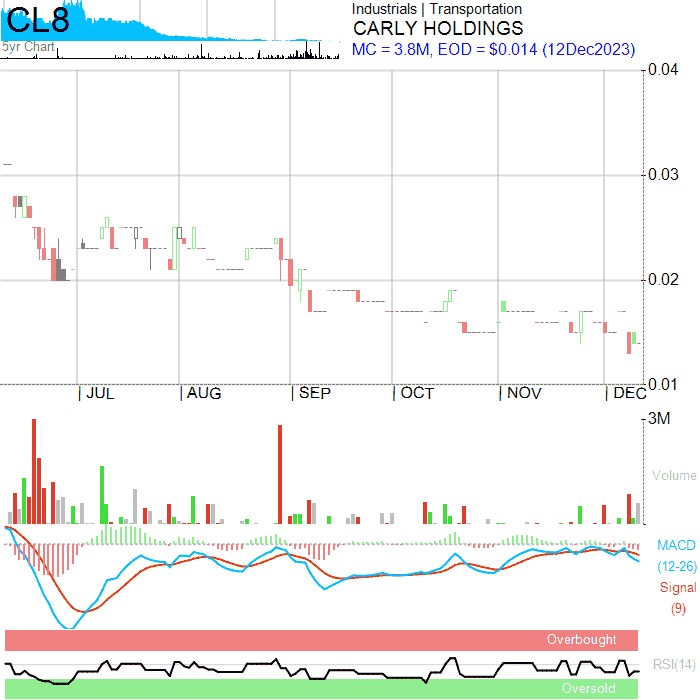 CL8
5yr Chart
Industrials | Transportation
CARLY HOLDINGS
MC = 3.8M, EOD = $0.014 (12Dec2023)
0.04
0.03
0.02
0.01
| JUL | AUG | SEP | OCT | NOV | DEC
3M
Volume
MACD
(12-26)
Signal
(9)
Overbought
RSI(14)
Oversold